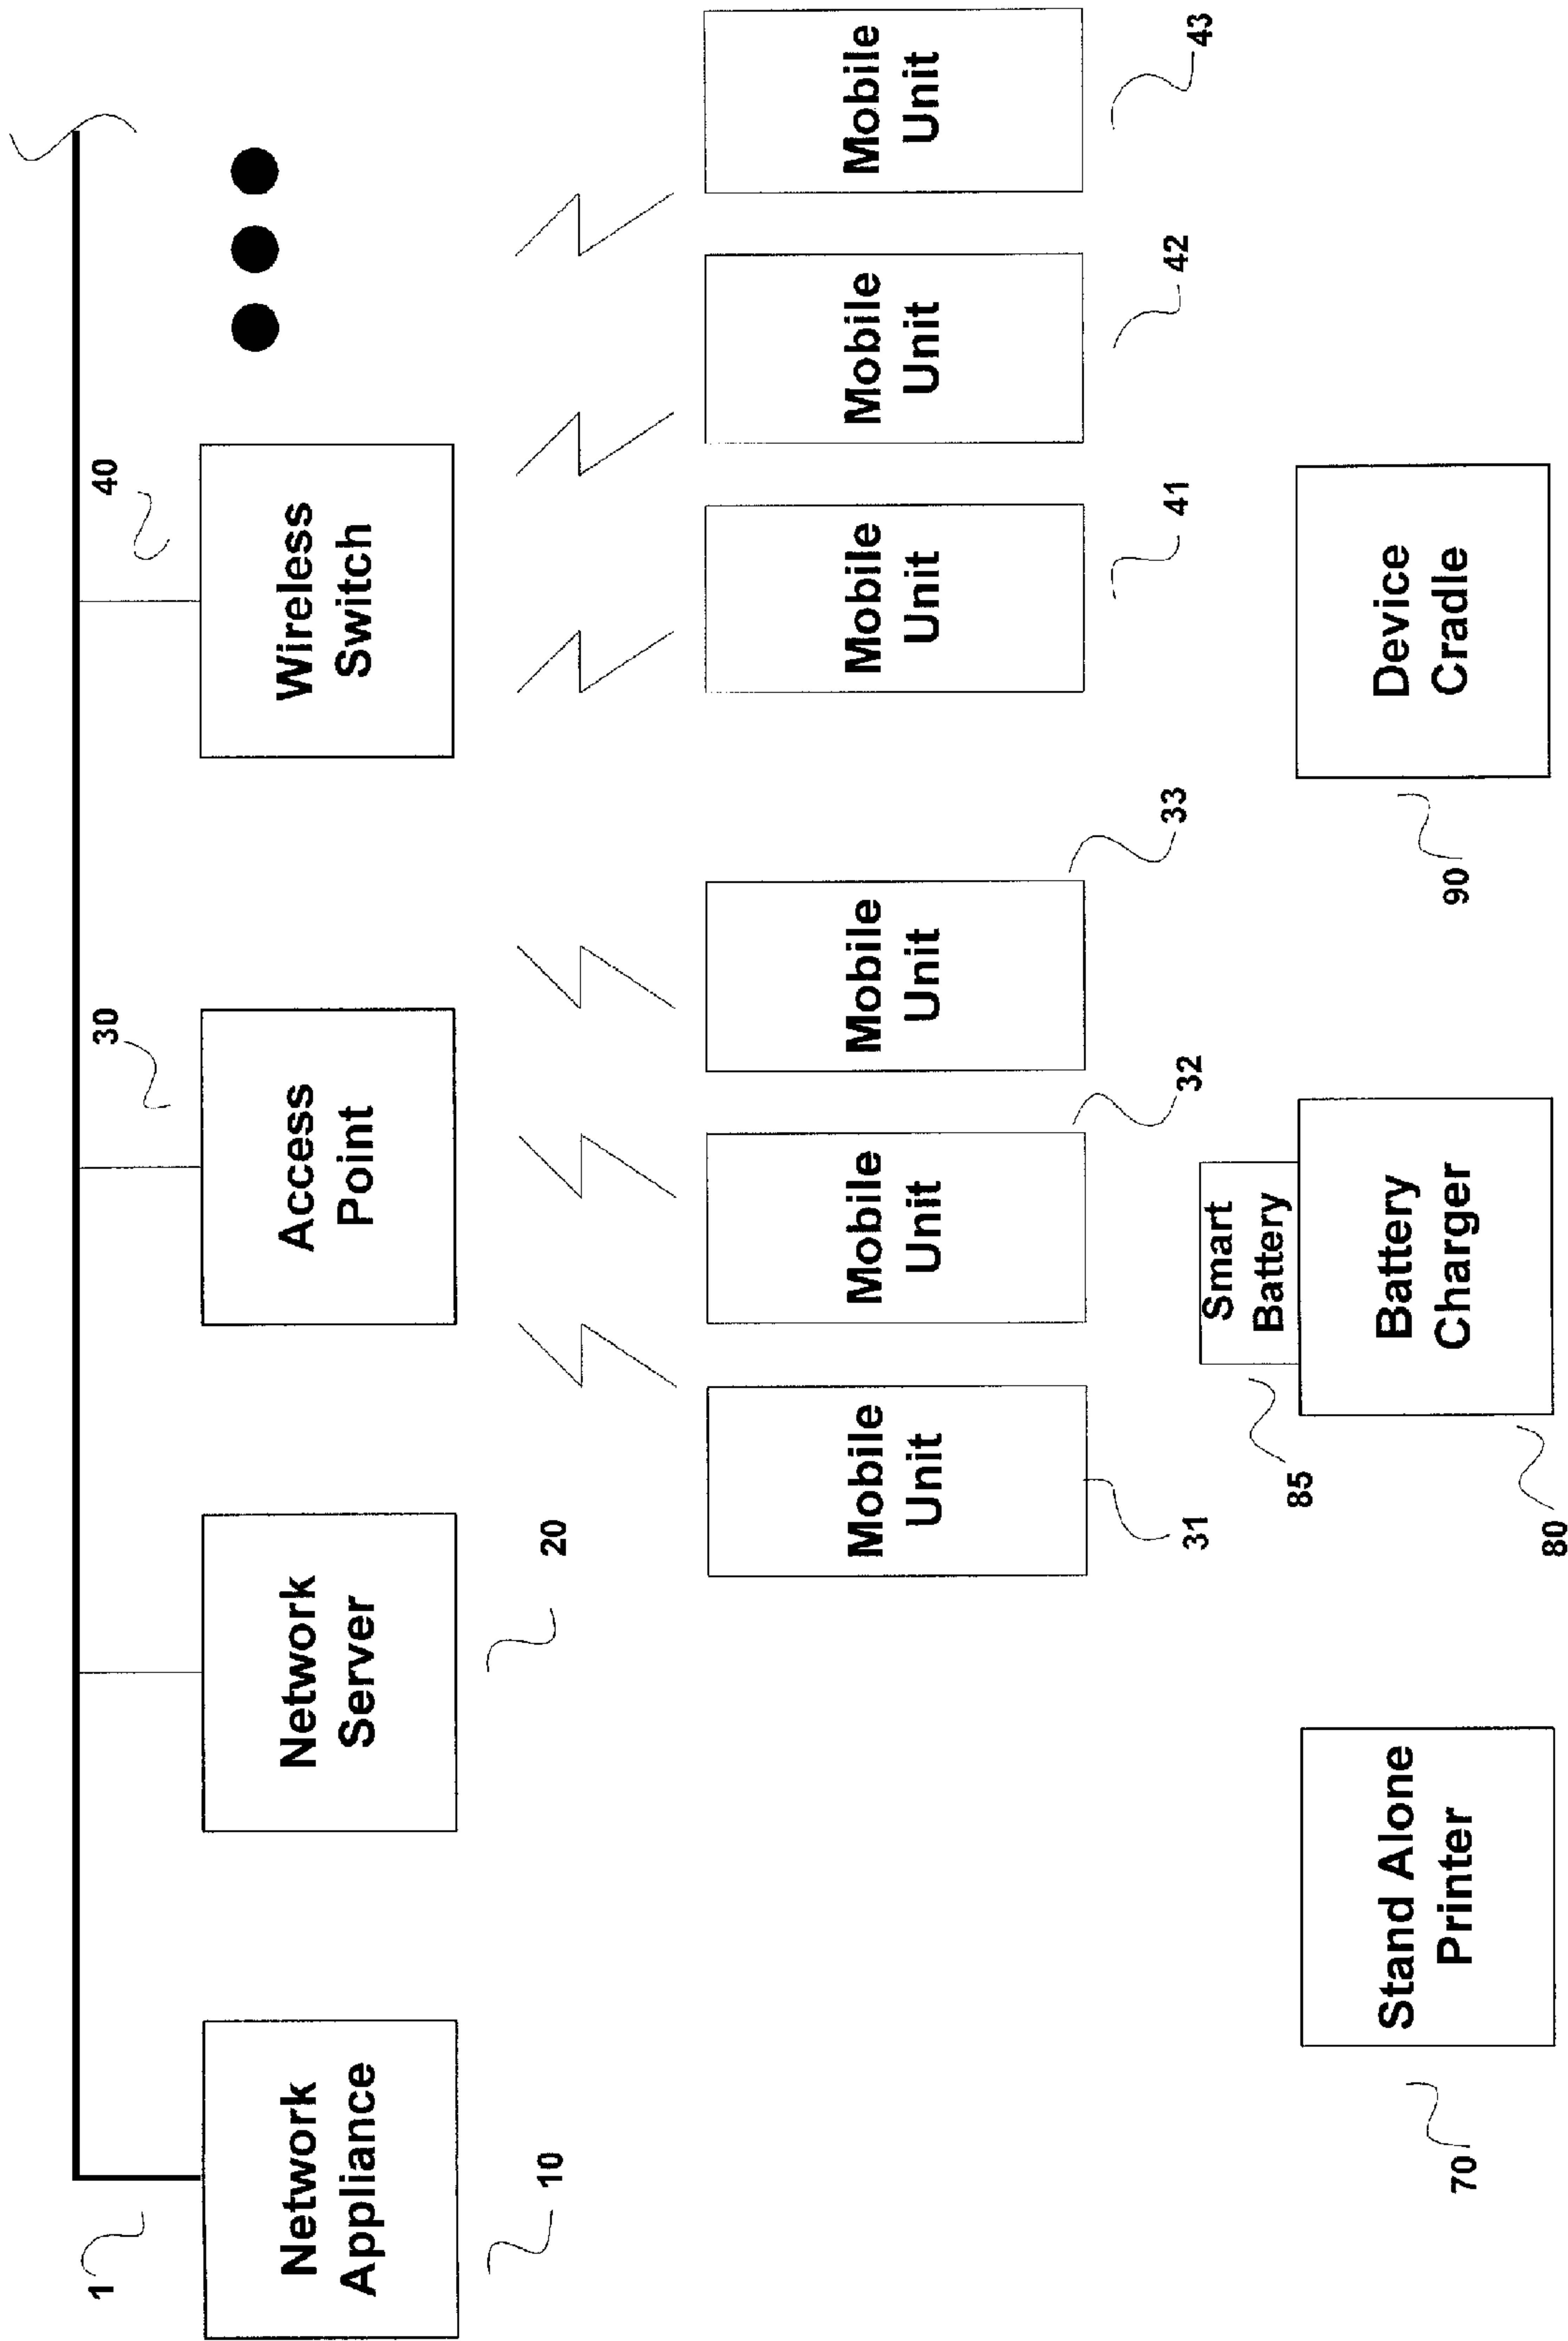 1
Network
Appliance
10
Network
Server
20
30
Access
Point
40
Wireless
Switch
Mobile
Unit
31
Mobile
Unit
32
Mobile
Unit
33
Mobile
Unit
41
Mobile
Unit
42
Mobile
Unit
43
Stand Alone
Printer
70
Smart
Battery
85
Battery
Charger
80
Device
Cradle
90